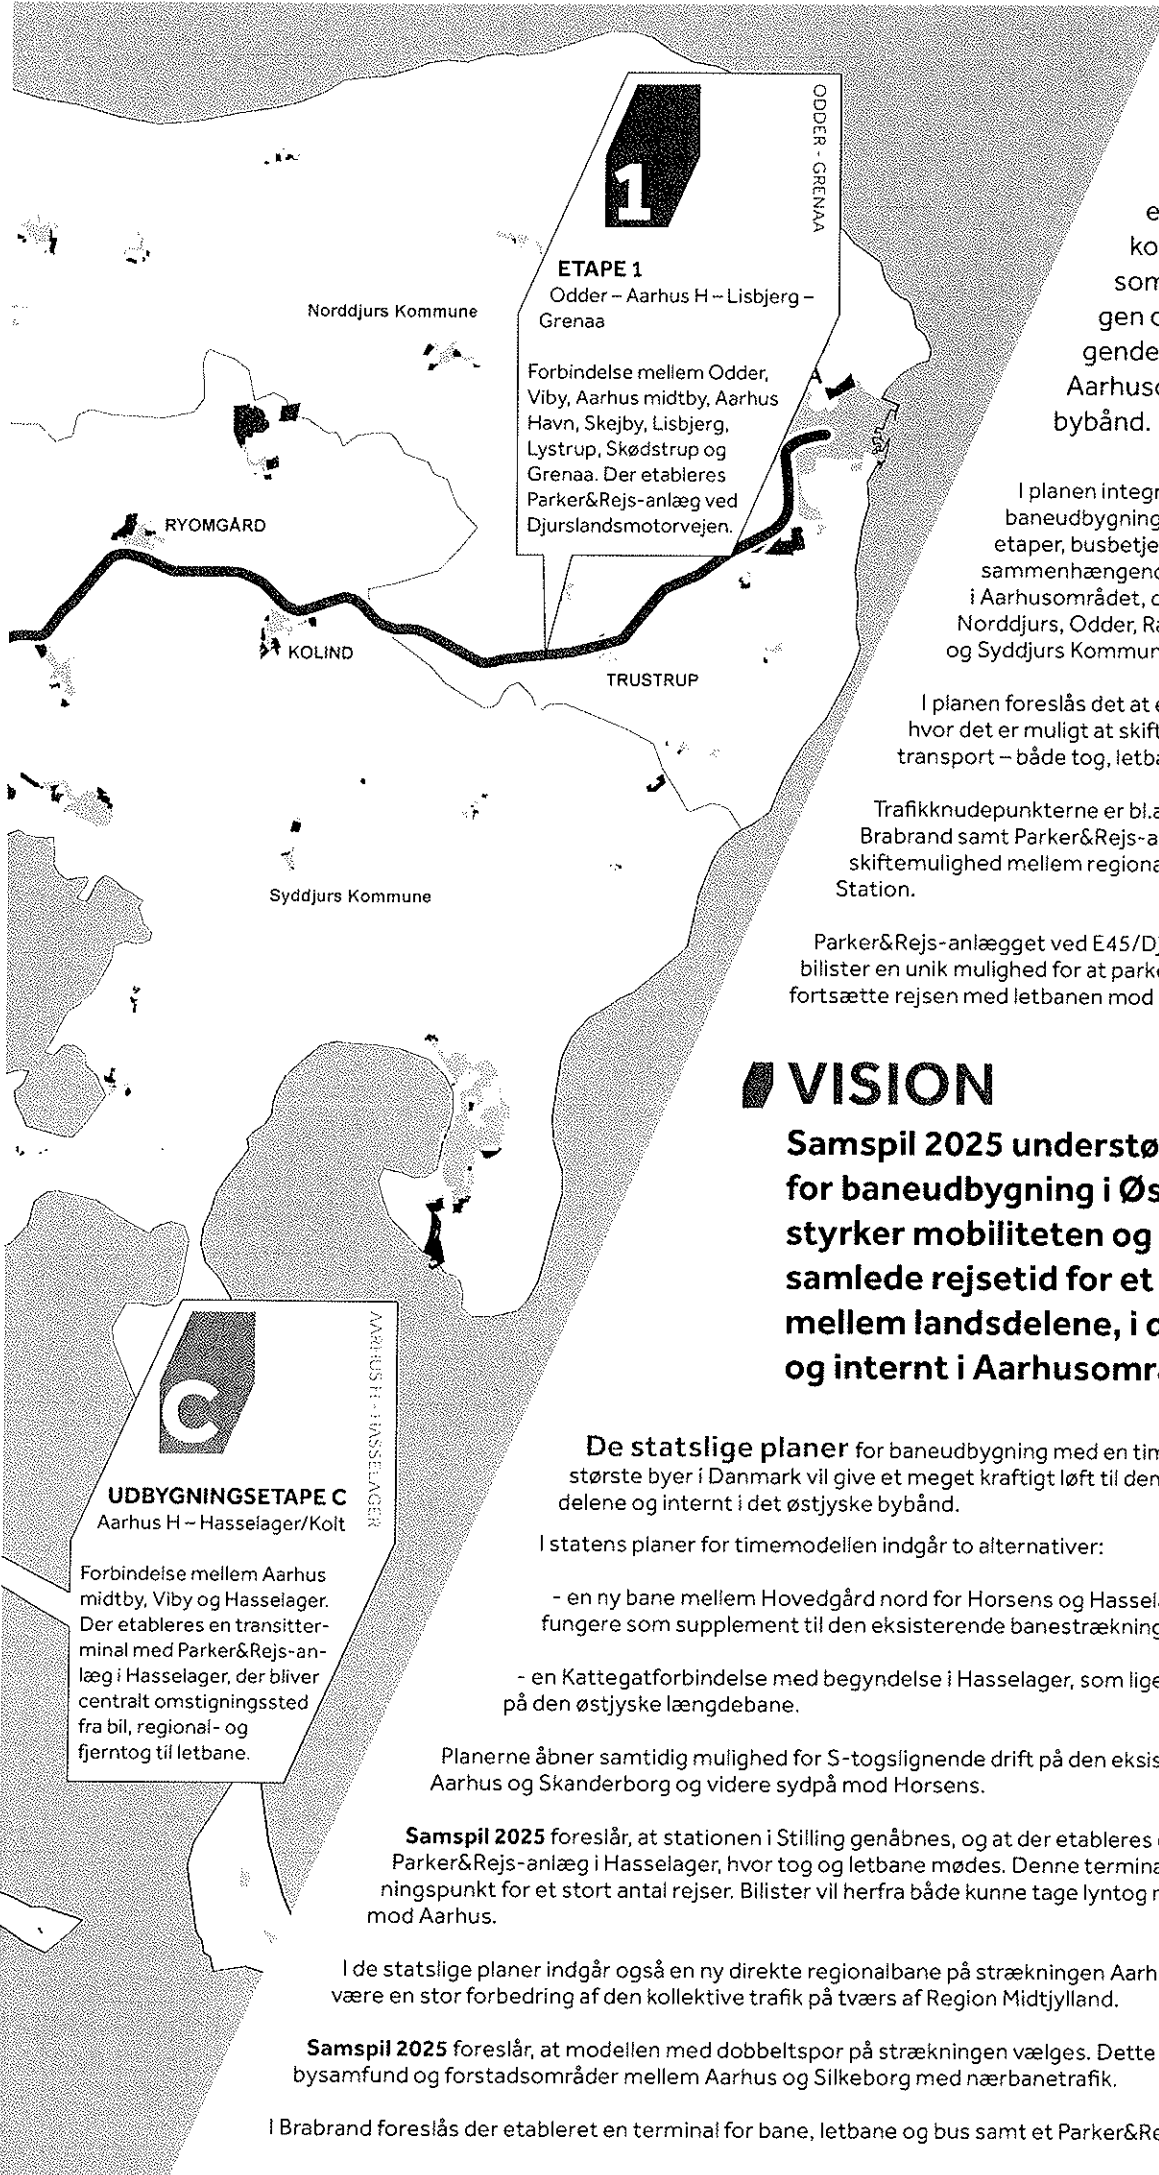 1
ODDER - GRENAA
ETAPE 1
Odder – Aarhus H – Lisbjerg –
Grenaa
Forbindelse mellem Odder,
Viby, Aarhus midtby, Aarhus
Havn, Skejby, Lisbjerg,
Lystrup, Skødstrup og
Grenaa. Der etableres
Parker&Rejs-anlæg ved
Djurslandsmotorvejen.
Norddjurs Kommune
A
RYOMGÅRD
KOLIND
TRUSTRUP
Syddjurs Kommune
e
ko
som
gen o
gende
Aarhuso
bybånd.
I planen integr
baneudbygning
etaper, busbetje
sammenhængend
i Aarhusområdet, o
Norddjurs, Odder, Ra
og Syddjurs Kommun
I planen foreslås det at e
hvor det er muligt at skift
transport – både tog, letba
Trafikknudepunkterne er bl.a
Brabrand samt Parker&Rejs-a
skiftemulighed mellem regiona
Station.
Parker&Rejs-anlægget ved E45/Dj
bilister en unik mulighed for at parke
fortsætte rejsen med letbanen mod
VISION
Samspil 2025 understø
for baneudbygning i Øs
styrker mobiliteten og
samlede rejsetid for et
mellem landsdelene, i d
og internt i Aarhusområ
C
AARHUS H - HASSELAGER
UDBYGNINGSETAPE C
Aarhus H – Hasselager/Kolt
Forbindelse mellem Aarhus
midtby, Viby og Hasselager.
Der etableres en transitter-
minal med Parker&Rejs-an-
læg i Hasselager, der bliver
centralt omstigningssted
fra bil, regional- og
fjerntog til letbane.
De statslige planer for baneudbygning med en tim
største byer i Danmark vil give et meget kraftigt løft til den
delene og internt i det østjyske bybånd.
I statens planer for timemodellen indgår to alternativer:
- en ny bane mellem Hovedgård nord for Horsens og Hassela
fungere som supplement til den eksisterende banestrækning
- en Kattegatforbindelse med begyndelse i Hasselager, som lige
på den østjyske længdebane.
Planerne åbner samtidig mulighed for S-togslignende drift på den eksis
Aarhus og Skanderborg og videre sydpå mod Horsens.
Samspil 2025 foreslår, at stationen i Stilling genåbnes, og at der etableres
Parker&Rejs-anlæg i Hasselager, hvor tog og letbane mødes. Denne termina
ningspunkt for et stort antal rejser. Bilister vil herfra både kunne tage lyntog
mod Aarhus.
I de statslige planer indgår også en ny direkte regionalbane på strækningen Aarh
være en stor forbedring af den kollektive trafik på tværs af Region Midtjylland.
Samspil 2025 foreslår, at modellen med dobbeltspor på strækningen vælges. Dette
bysamfund og forstadsområder mellem Aarhus og Silkeborg med nærbanetrafik.
I Brabrand foreslås der etableret en terminal for bane, letbane og bus samt et Parker&Re